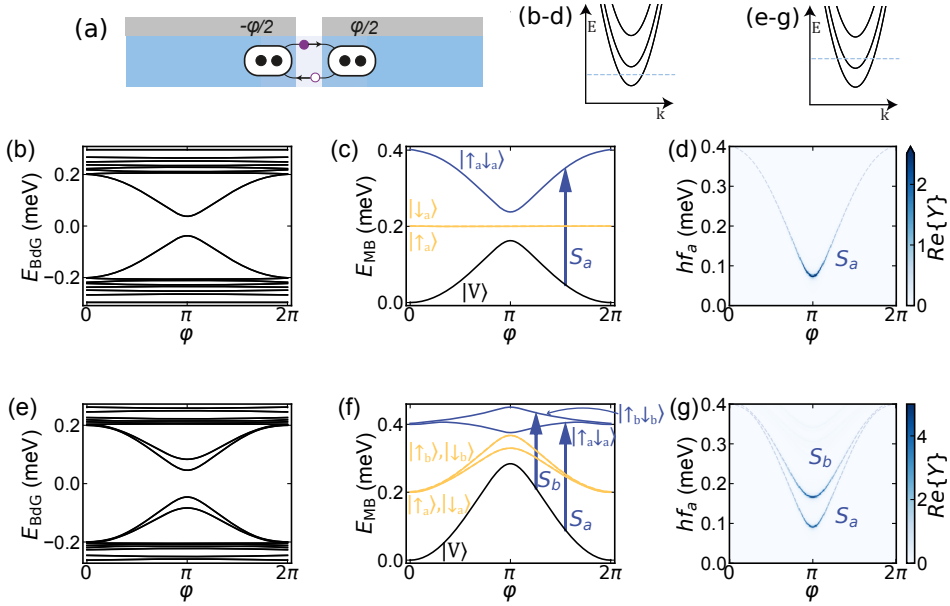 (a)
-φ/2
φ/2
(b-d)
E
k
(e-g)
E
k
(b)
E_BdG (meV)
0.2
0.0
−0.2
0
π
2π
φ
(c)
E_MB (meV)
0.4
0.2
0.0
0
π
2π
φ
|↑a↓a⟩
|↓a⟩
|↑a⟩
S_a
|V⟩
(d)
hf_a (meV)
0.4
0.3
0.2
0.1
0.0
0
π
2π
φ
S_a
2
1
0
Re{Y}
(e)
E_BdG (meV)
0.2
0.0
−0.2
0
π
2π
φ
(f)
E_MB (meV)
0.4
0.2
0.0
0
π
2π
φ
|↑b↓b⟩
|↑a↓a⟩
|↑b⟩,|↓b⟩
|↑a⟩,|↓a⟩
S_b
S_a
|V⟩
(g)
hf_a (meV)
0.4
0.3
0.2
0.1
0.0
0
π
2π
φ
S_b
S_a
4
2
0
Re{Y}